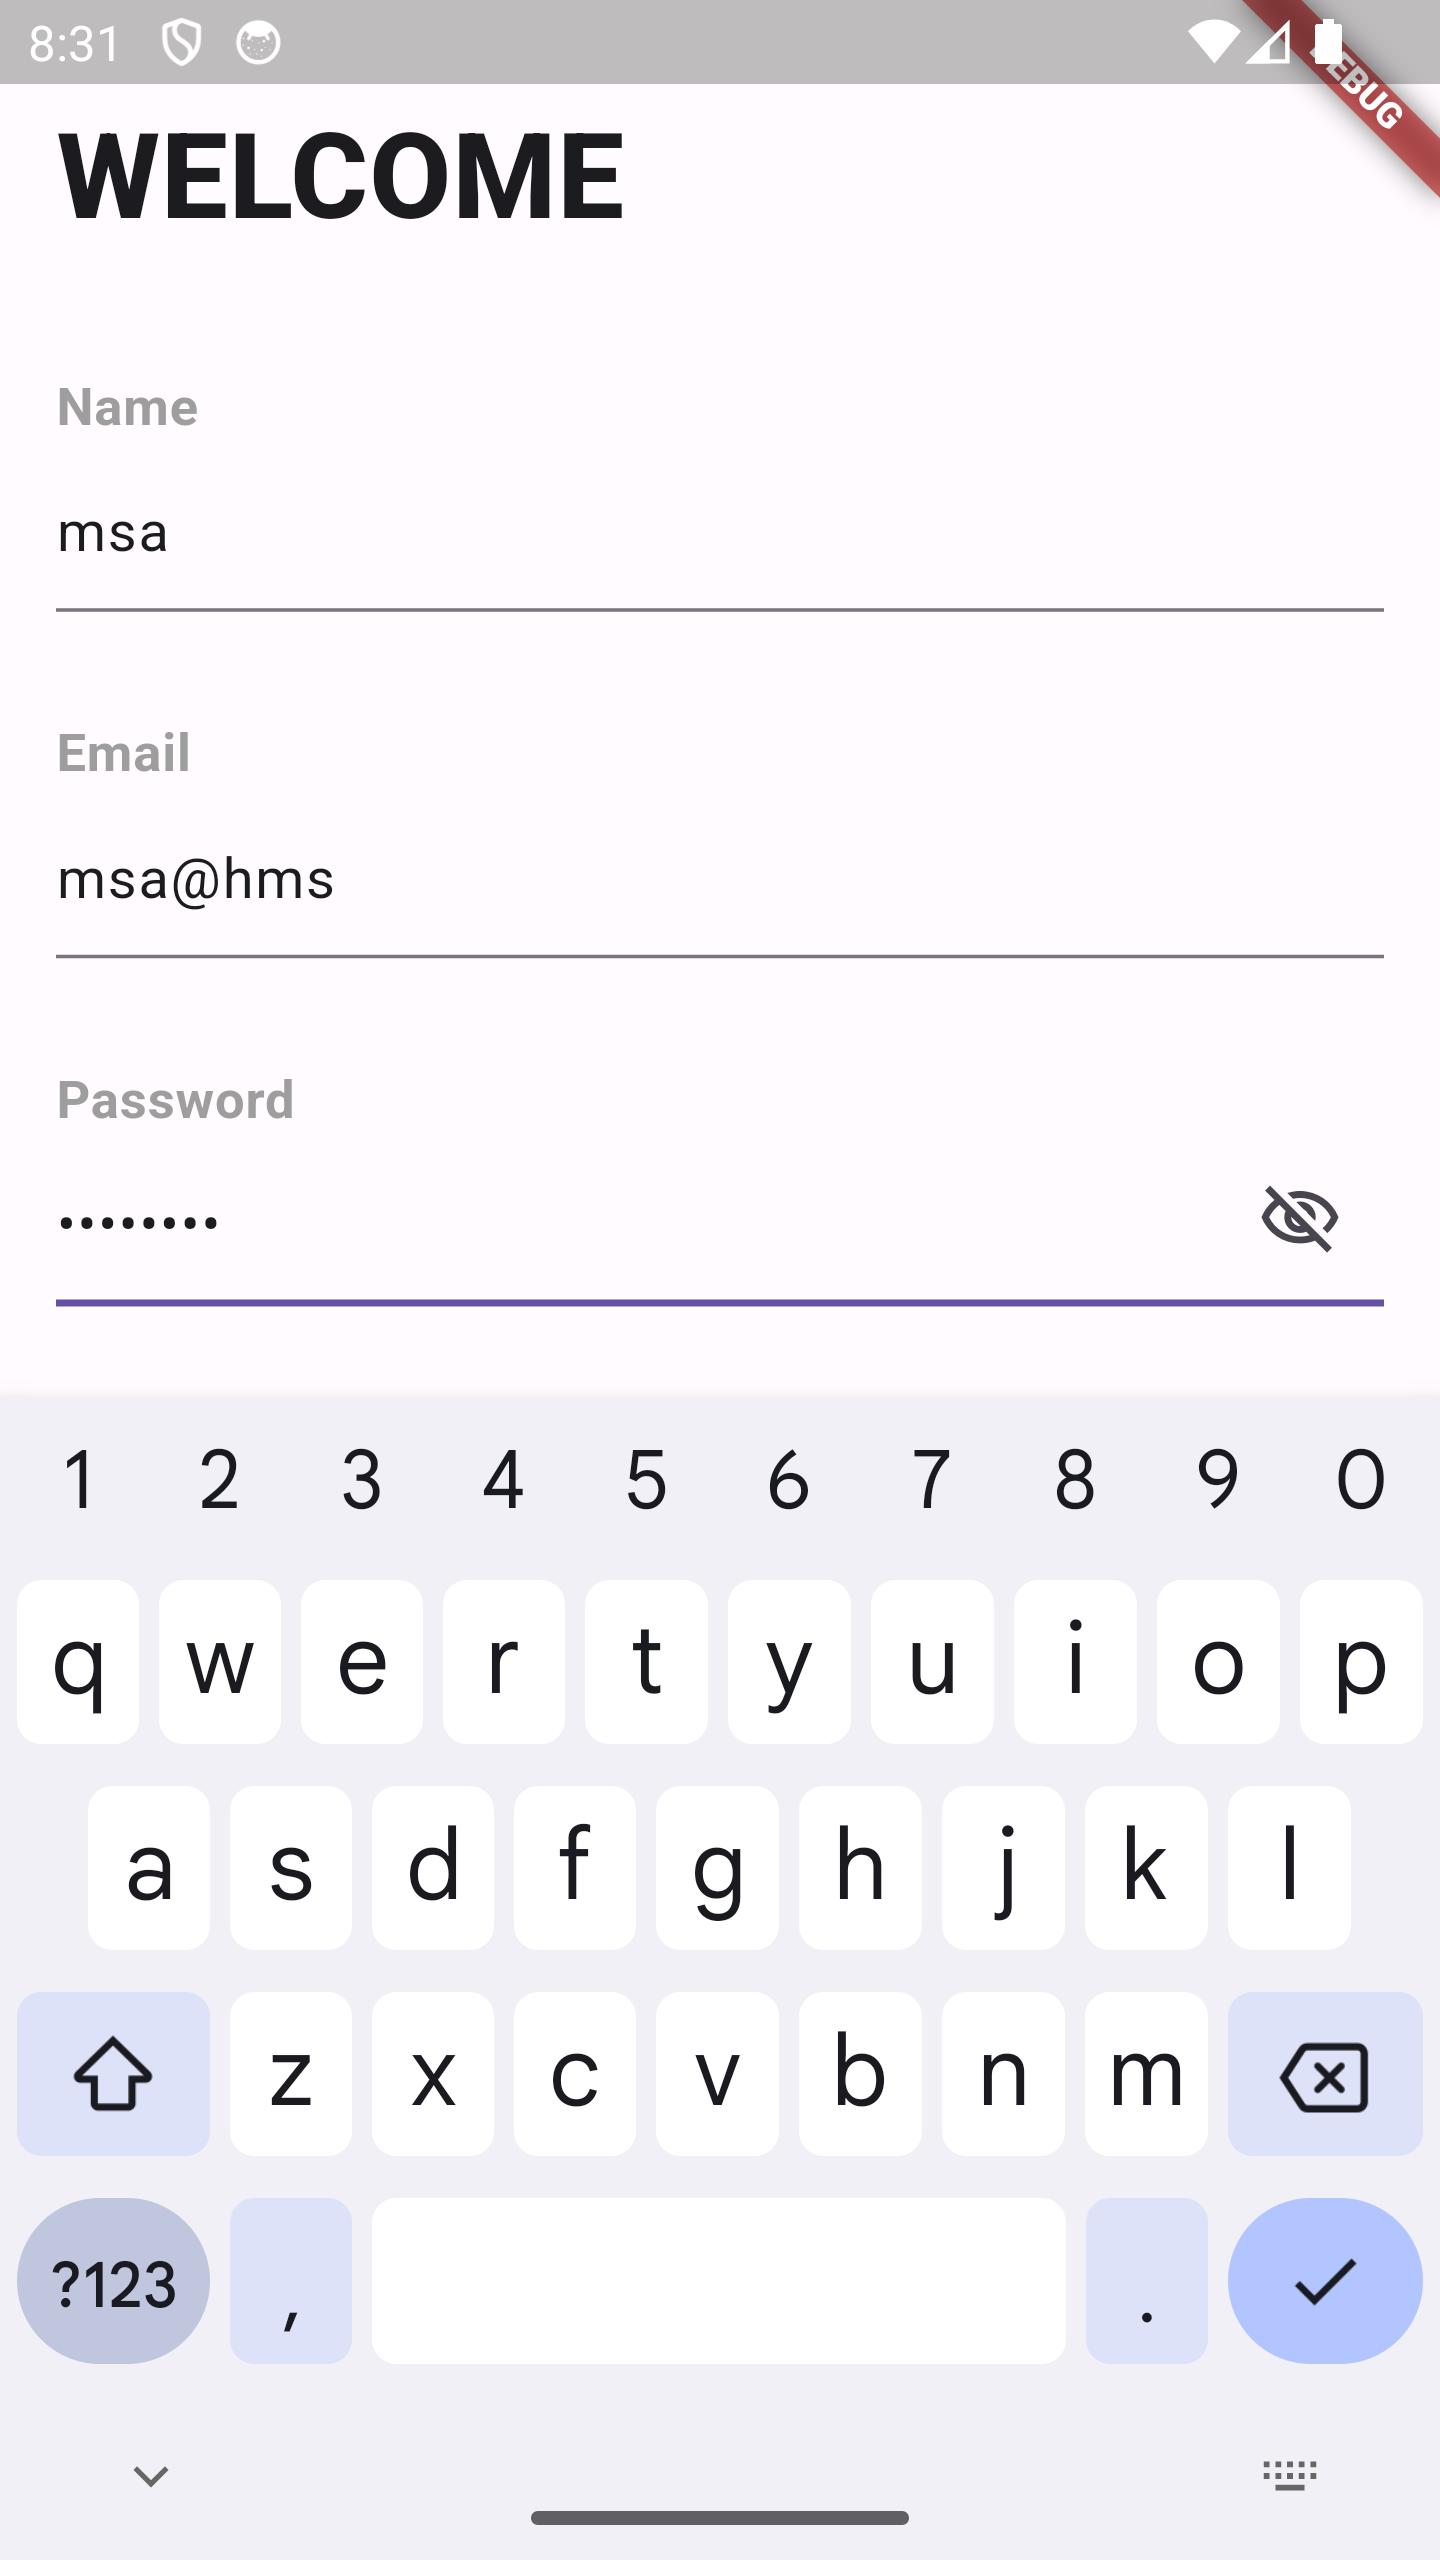 8:31
DEBUG
WELCOME
Name
msa
Email
msa@hms
Password
••••••••
1 2 3 4 5 6 7 8 9 0
q w e r t y u i o p
a s d f g h j k l
z x c v b n m
?123 , .